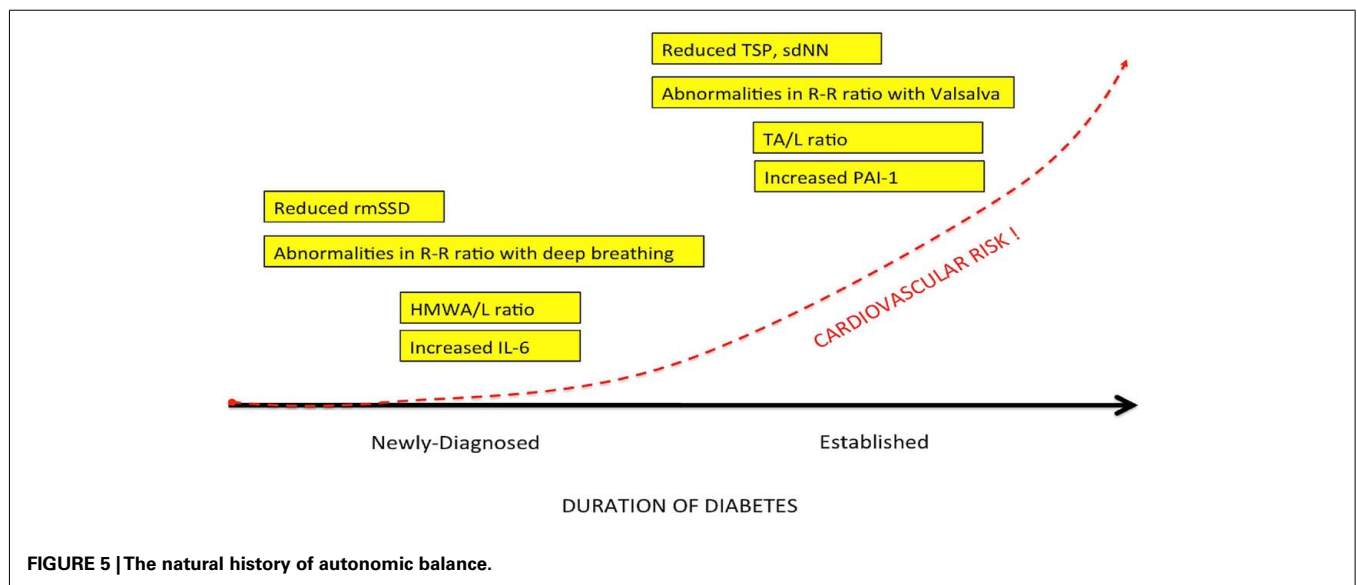 Reduced TSP, sdNN
Abnormalities in R-R ratio with Valsalva
TA/L ratio
Increased PAI-1
Reduced rmSSD
Abnormalities in R-R ratio with deep breathing
HMWA/L ratio
Increased IL-6
CARDIOVASCULAR RISK !
Newly-Diagnosed
Established
DURATION OF DIABETES
FIGURE 5 | The natural history of autonomic balance.